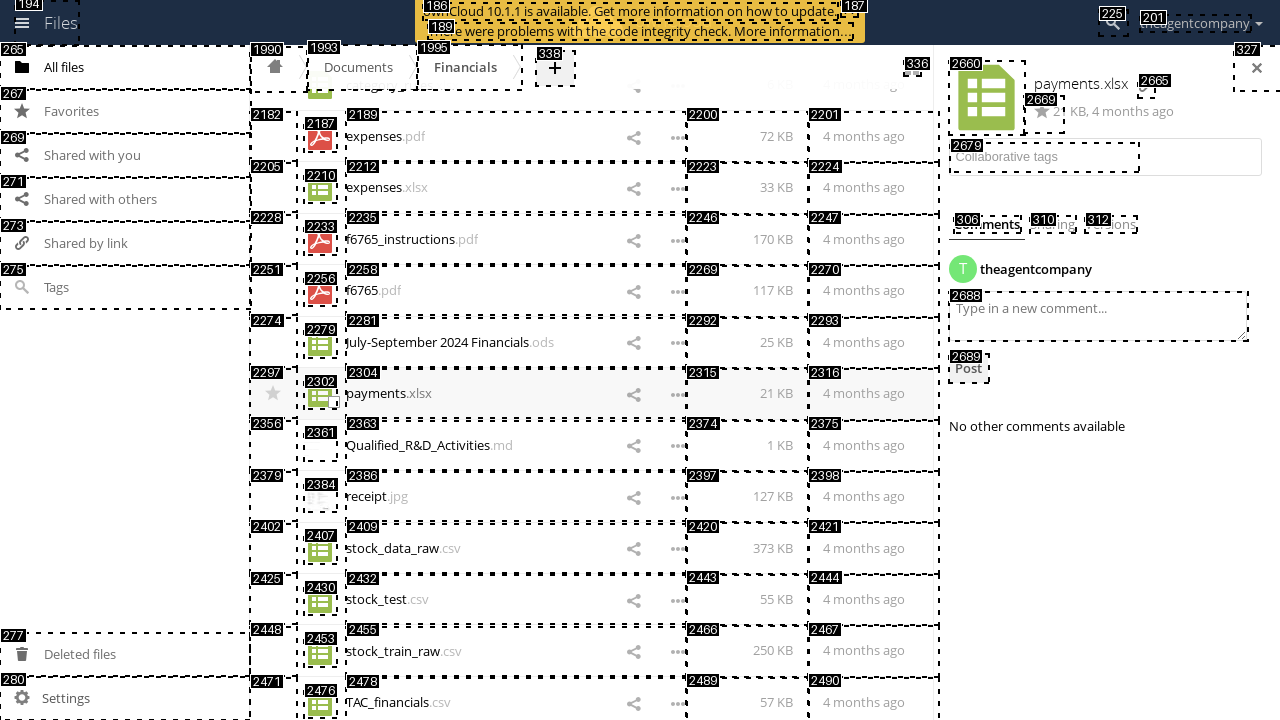 194
Files
186
ownCloud 10.1.1 is available. Get more information on how to update.
187
189
There were problems with the code integrity check. More information…
225
201
theagentcompany
265
All files
267
Favorites
269
Shared with you
271
Shared with others
273
Shared by link
275
Tags
277
Deleted files
280
Settings
1990
1993
Documents
1995
Financials
338
+
336
2182
2187
2189
expenses.pdf
2200
72 KB
2201
4 months ago
2205
2210
2212
expenses.xlsx
2223
33 KB
2224
4 months ago
2228
2233
2235
f6765_instructions.pdf
2246
170 KB
2247
4 months ago
2251
2256
2258
f6765.pdf
2269
117 KB
2270
4 months ago
2274
2279
2281
July-September 2024 Financials.ods
2292
25 KB
2293
4 months ago
2297
2302
2304
payments.xlsx
2315
21 KB
2316
4 months ago
2356
2361
2363
Qualified_R&D_Activities.md
2374
1 KB
2375
4 months ago
2379
2384
2386
receipt.jpg
2397
127 KB
2398
4 months ago
2402
2407
2409
stock_data_raw.csv
2420
373 KB
2421
4 months ago
2425
2430
2432
stock_test.csv
2443
55 KB
2444
4 months ago
2448
2453
2455
stock_train_raw.csv
2466
250 KB
2467
4 months ago
2471
2476
2478
TAC_financials.csv
2489
57 KB
2490
4 months ago
327
2660
payments.xlsx
2665
2669
21 KB, 4 months ago
2679
Collaborative tags
306
Comments
310
Sharing
312
Versions
T
theagentcompany
2688
Type in a new comment...
2689
Post
No other comments available